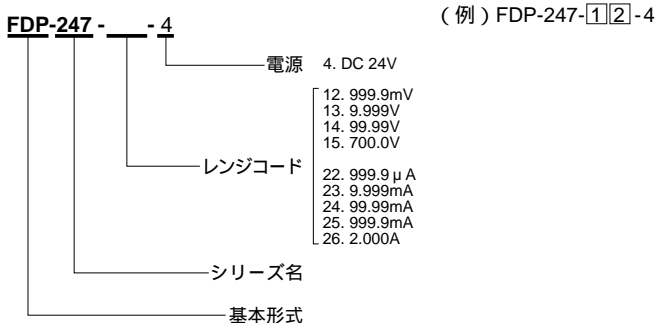 (例)FDP-247-12-4
FDP-247 - - 4
電源 4. DC 24V
12. 999.9mV
13. 9.999V
14. 99.99V
15. 700.0V
レンジコード
22. 999.9μA
23. 9.999mA
24. 99.99mA
25. 999.9mA
26. 2.000A
シリーズ名
基本形式